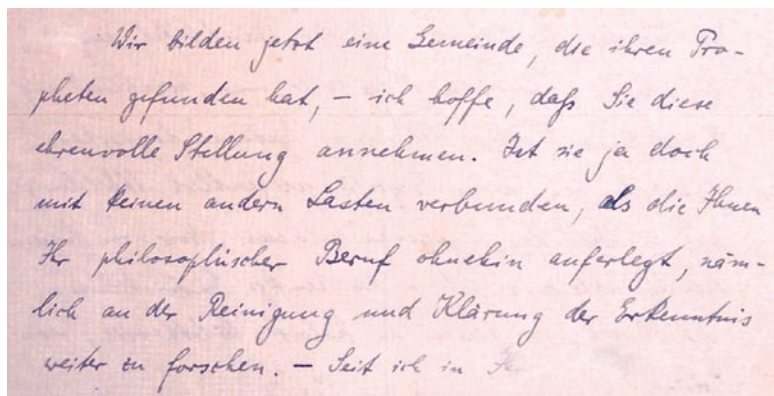 Wir bilden jetzt eine Gemeinde, die ihren Pro-
pheten gefunden hat, – ich hoffe, daß Sie diese
ehrenvolle Stellung annehmen. Ist sie ja doch
mit keinen andern Lasten verbunden, als die Ihnen
Ihr philosophischer Beruf ohnehin auferlegt, näm-
lich an der Reinigung und Klärung der Erkenntnis
weiter zu forschen. – Seit ich in